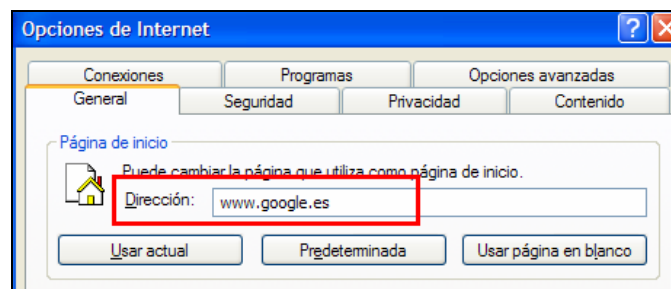 Opciones de Internet
Conexiones Programas Opciones avanzadas
General Seguridad Privacidad Contenido
Página de inicio
Puede cambiar la página que utiliza como página de inicio.
Dirección: www.google.es
Usar actual Predeterminada Usar página en blanco